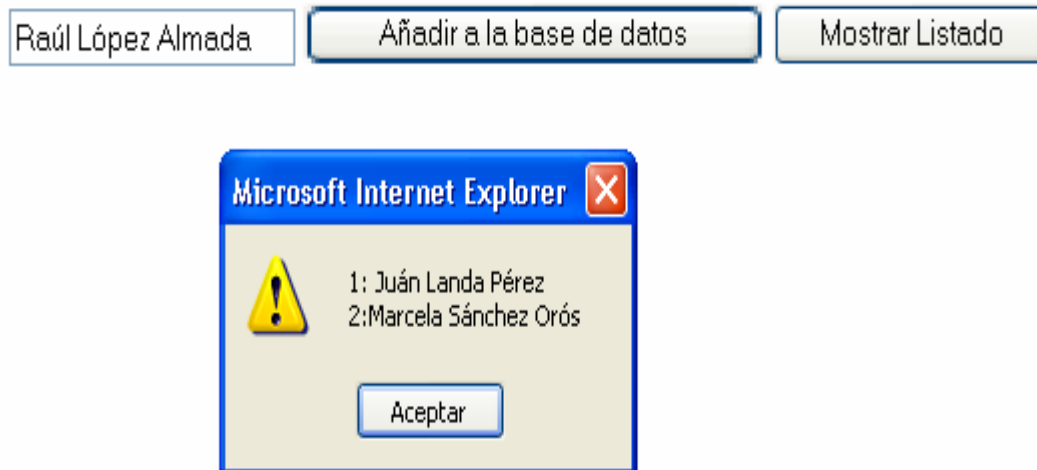 Raúl López Almada
Añadir a la base de datos
Mostrar Listado
Microsoft Internet Explorer
1: Juán Landa Pérez
2:Marcela Sánchez Orós
Aceptar